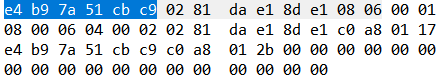 e4 b9 7a 51 cb c9 02 81 da e1 8d e1 08 06 00 01
08 00 06 04 00 02 02 81 da e1 8d e1 c0 a8 01 17
e4 b9 7a 51 cb c9 c0 a8 01 2b 00 00 00 00 00 00
00 00 00 00 00 00 00 00 00 00 00 00